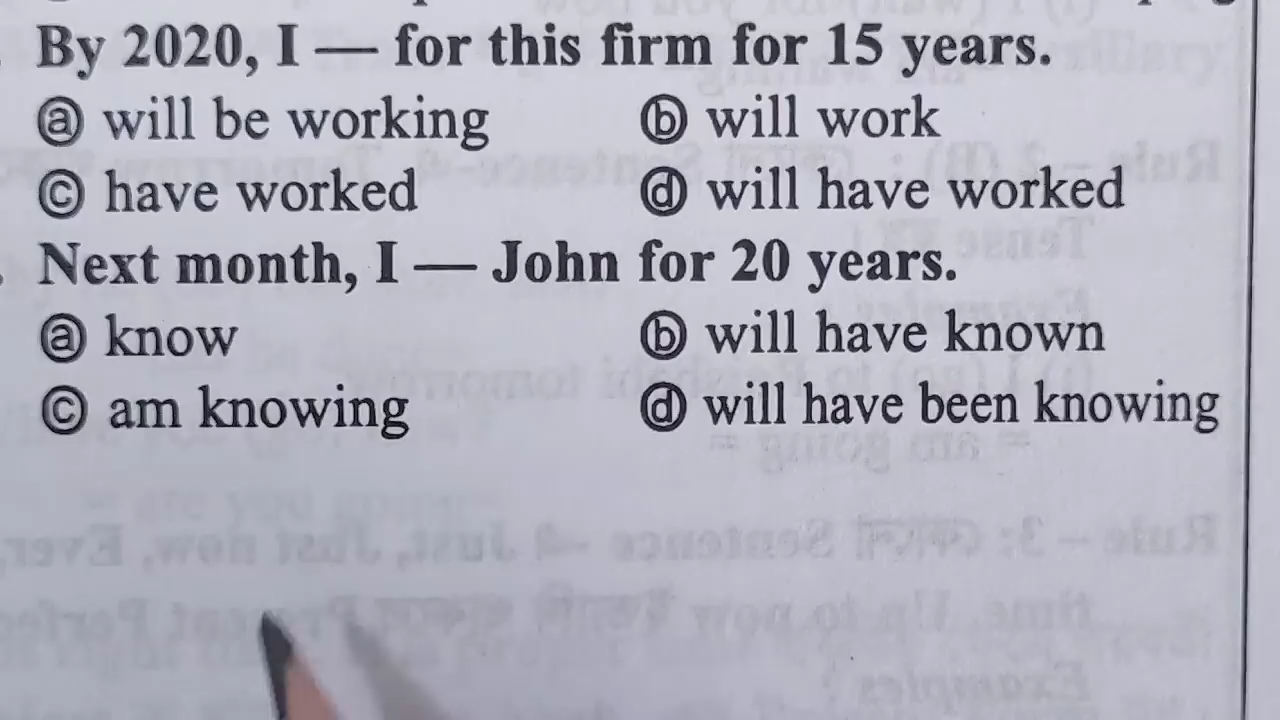 By 2020, I — for this firm for 15 years.
ⓐ will be working ⓑ will work
ⓒ have worked ⓓ will have worked
Next month, I — John for 20 years.
ⓐ know ⓑ will have known
ⓒ am knowing ⓓ will have been knowing